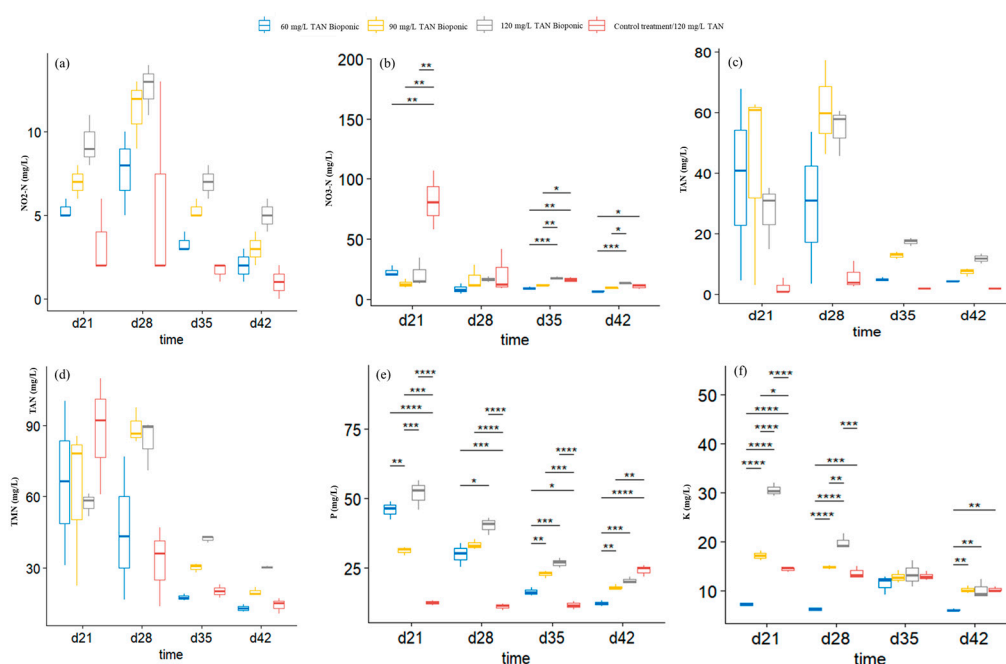 60 mg/L TAN Bioponic 90 mg/L TAN Bioponic 120 mg/L TAN Bioponic Control treatment/120 mg/L TAN
(a)
NO2-N (mg/L)
10
5
0
d21 d28 d35 d42
time
(b)
NO3-N (mg/L)
200
150
100
50
0
** ** ** * ** ** *** * * ***
d21 d28 d35 d42
time
(c)
TAN (mg/L)
80
60
40
20
0
d21 d28 d35 d42
time
(d)
TMN (mg/L) TAN (mg/L)
90
60
30
d21 d28 d35 d42
time
(e)
P (mg/L)
75
50
25
**** *** **** *** **
**** **** *** *
**** *** * *** **
** **** *** **
d21 d28 d35 d42
time
(f)
K (mg/L)
50
40
30
20
10
**** * **** **** **** ****
*** *** ** **** ****
** ** **
d21 d28 d35 d42
time